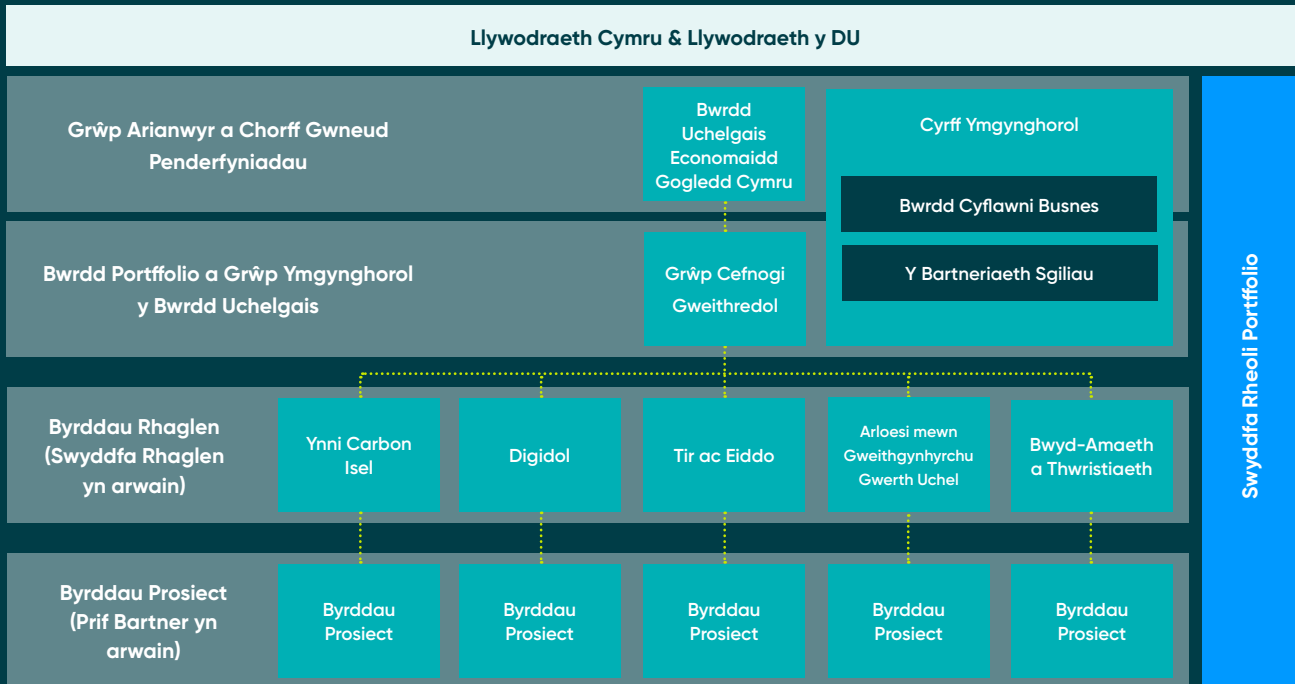 Llywodraeth Cymru & Llywodraeth y DU
Grŵp Arianwyr a Chorff Gwneud
Penderfyniadau
Bwrdd
Uchelgais
Economaidd
Gogledd Cymru
Cyrff Ymgynghorol
Bwrdd Cyflawni Busnes
Y Bartneriaeth Sgiliau
Bwrdd Portffolio a Grŵp Ymgynghorol
y Bwrdd Uchelgais
Grŵp Cefnogi
Gweithredol
Byrddau Rhaglen
(Swyddfa Rhaglen
yn arwain)
Ynni Carbon
Isel
Digidol
Tir ac Eiddo
Arloesi mewn
Gweithgynhyrchu
Gwerth Uchel
Bwyd-Amaeth
a Thwristiaeth
Byrddau Prosiect
(Prif Bartner yn
arwain)
Byrddau
Prosiect
Byrddau
Prosiect
Byrddau
Prosiect
Byrddau
Prosiect
Byrddau
Prosiect
Swyddfa Rheoli Portffolio